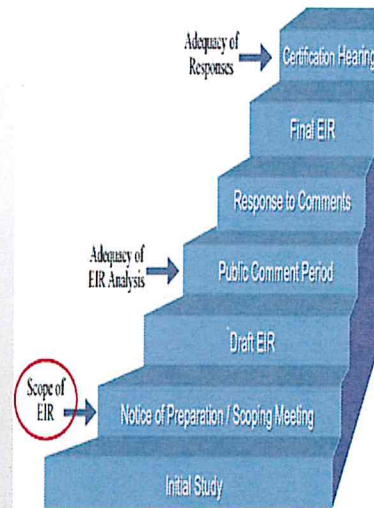 Adequacy of
Responses
Certification Hearing
Final EIR
Response to Comments
Adequacy of
EIR Analysis
Public Comment Period
Draft EIR
Scope of
EIR
Notice of Preparation / Scoping Meeting
Initial Study